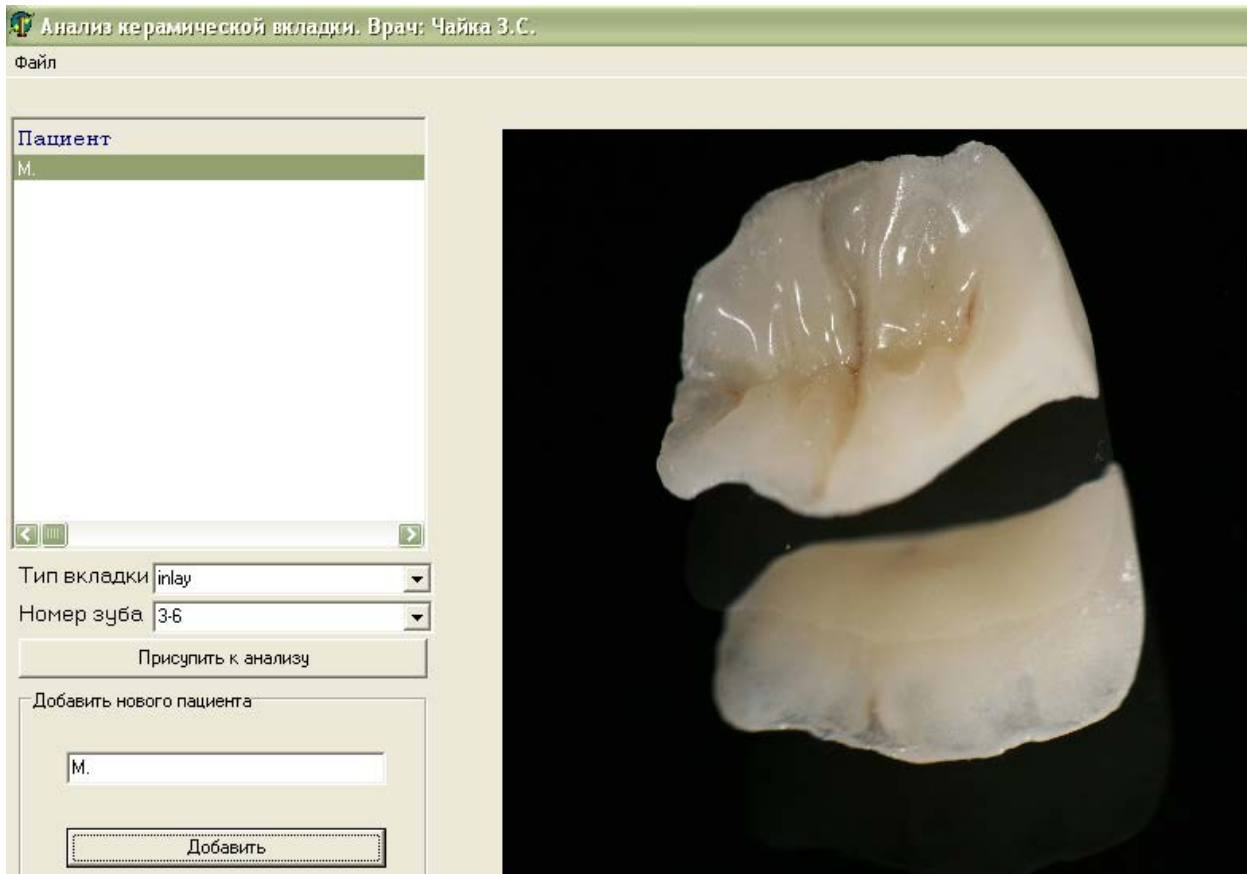 Анализ керамической вкладки. Врач: Чайка З.С.
Файл
Пациент
М.
Тип вкладки inlay
Номер зуба 3-6
Присупить к анализу
Добавить нового пациента
М.
Добавить